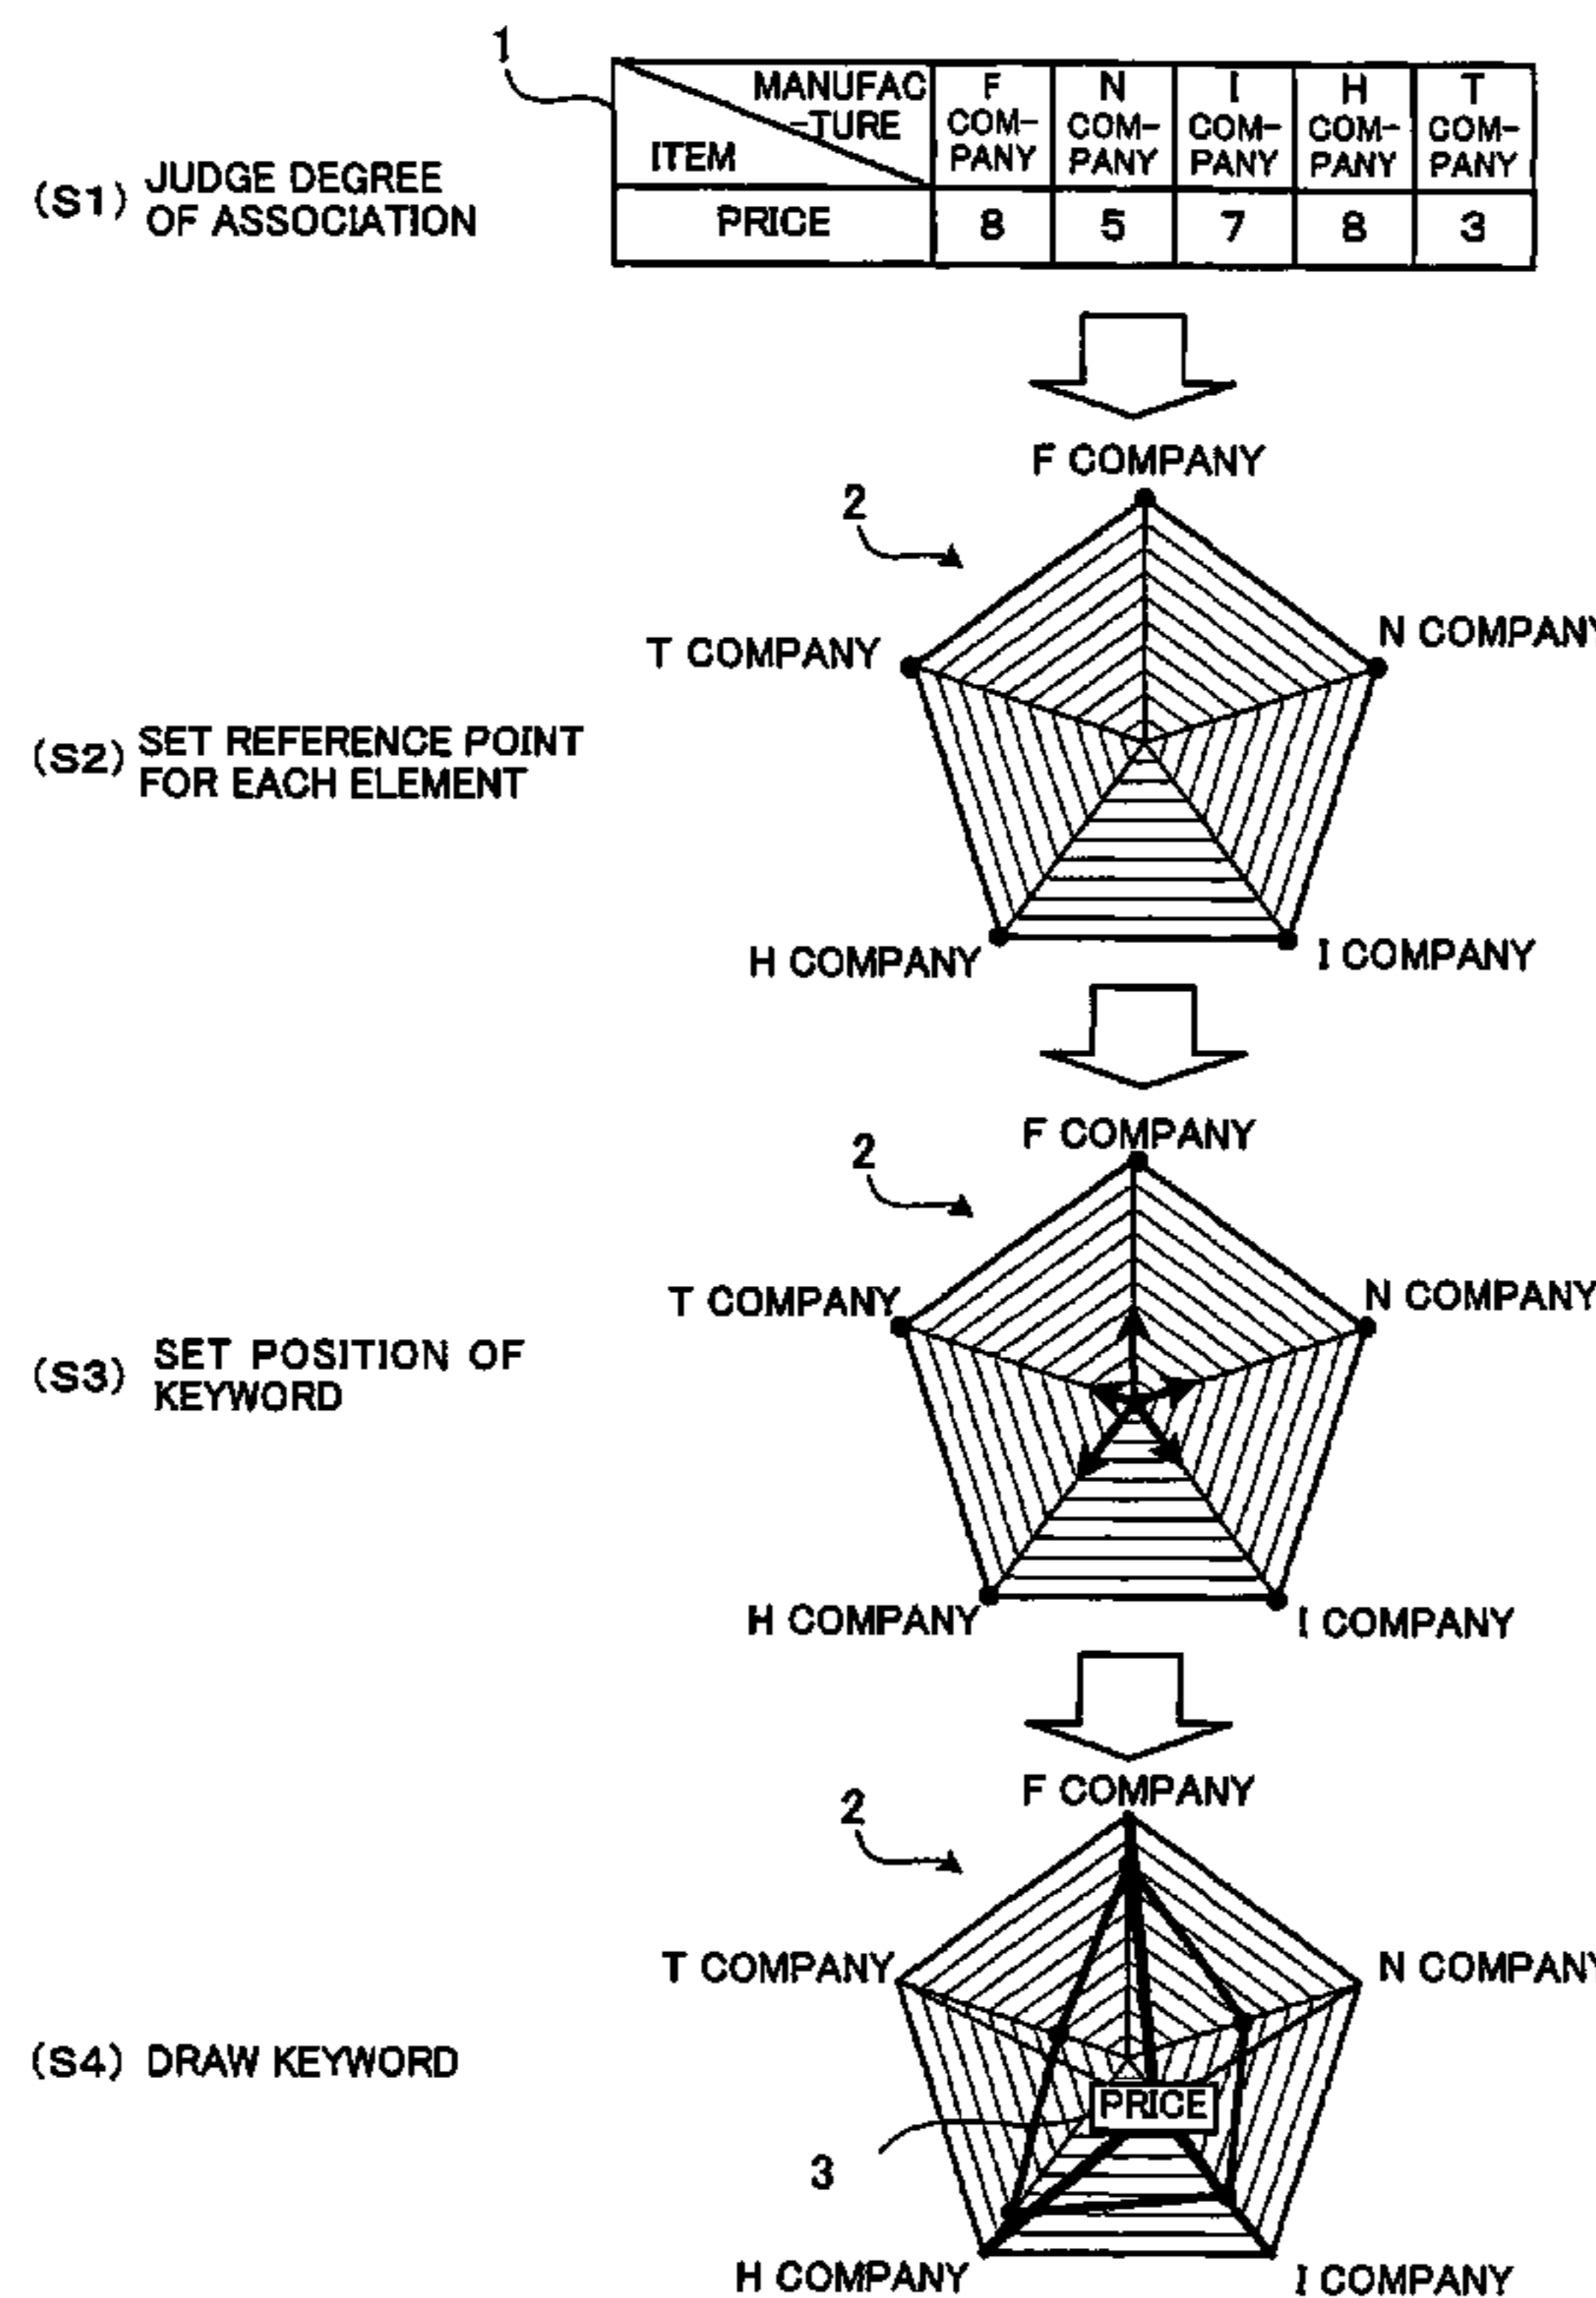 1
MANUFAC
-TURE
ITEM
F
COM-
PANY
N
COM-
PANY
I
COM-
PANY
H
COM-
PANY
T
COM-
PANY
(S1) JUDGE DEGREE
OF ASSOCIATION
PRICE 8 5 7 8 3
F COMPANY
2
N COMPANY
T COMPANY
(S2) SET REFERENCE POINT
FOR EACH ELEMENT
H COMPANY
I COMPANY
F COMPANY
2
N COMPANY
T COMPANY
(S3) SET POSITION OF
KEYWORD
H COMPANY
I COMPANY
F COMPANY
2
T COMPANY
N COMPANY
(S4) DRAW KEYWORD
PRICE
3
H COMPANY
I COMPANY